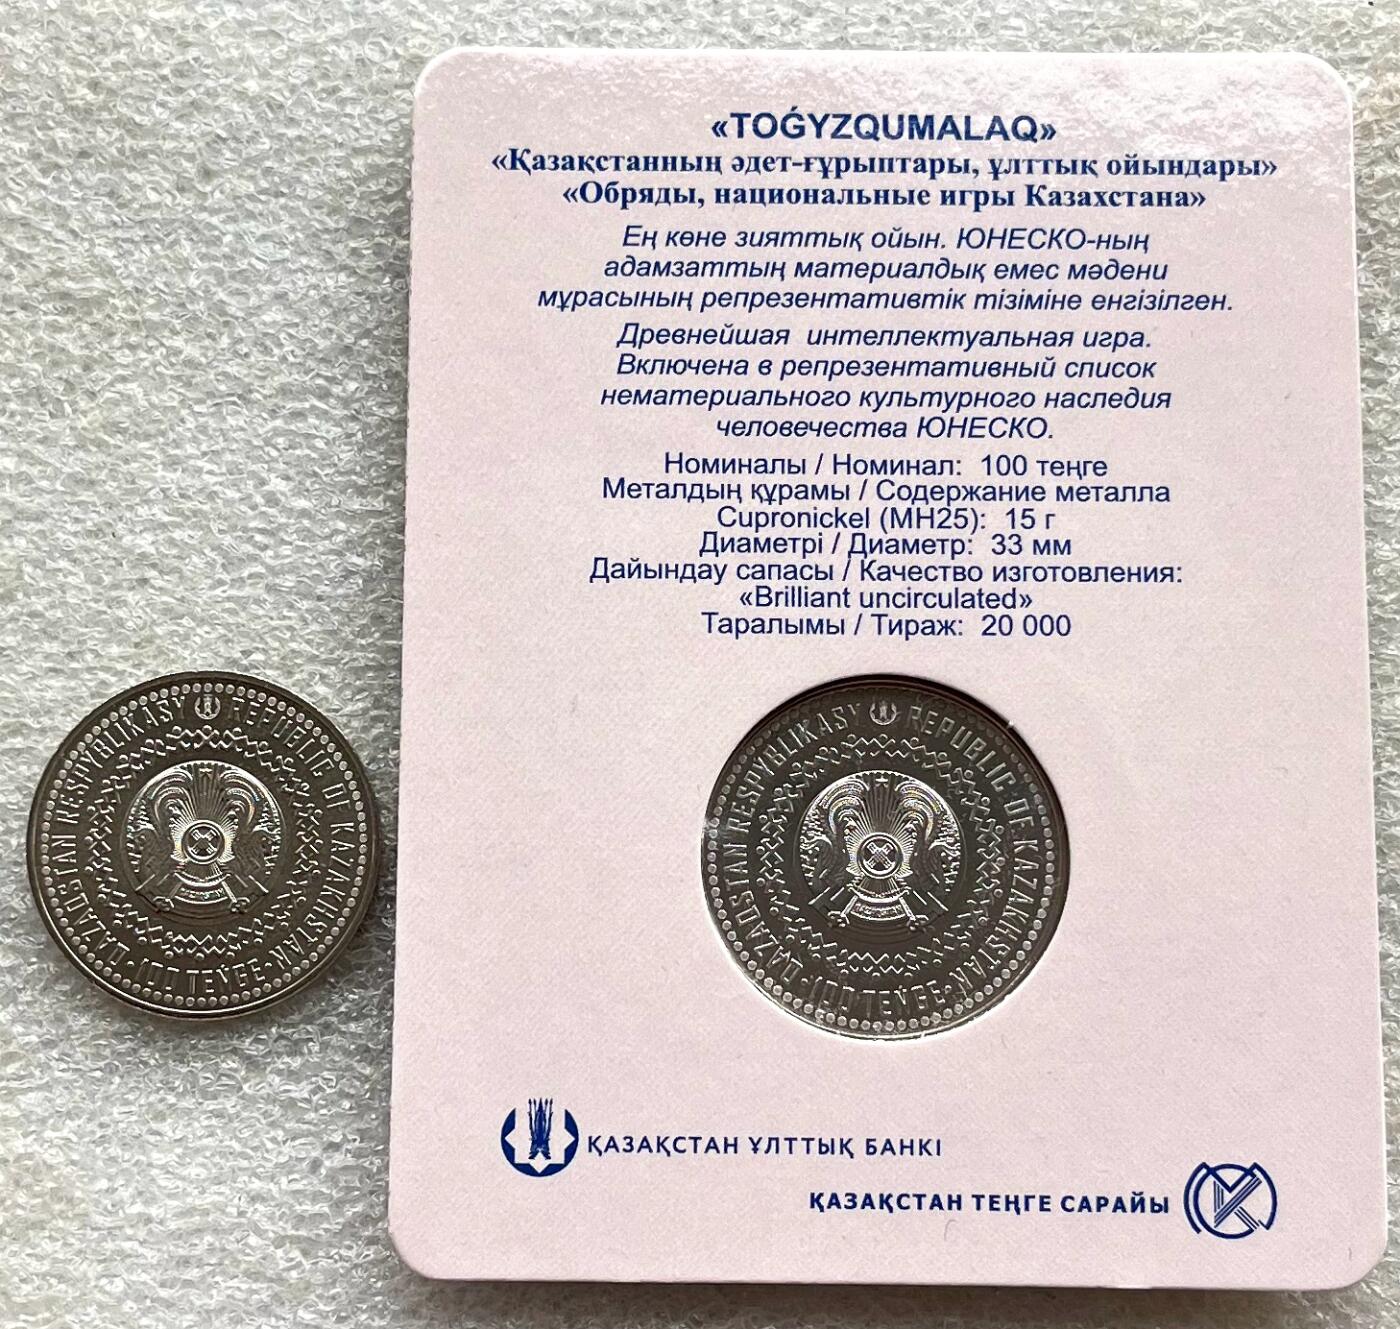 «TOǴYZQUMALAQ»
«Қазақстанның әдет-ғұрыптары, ұлттық ойындары»
«Обряды, национальные игры Казахстана»
Ең көне зияттық ойын. ЮНЕСКО-ның
адамзаттың материалдық емес мәдени
мұрасының репрезентативтік тізіміне енгізілген.
Древнейшая интеллектуальная игра.
Включена в репрезентативный список
нематериального культурного наследия
человечества ЮНЕСКО.
Номиналы / Номинал: 100 теңге
Металдың құрамы / Содержание металла
Cupronickel (МН25): 15 г
Диаметрі / Диаметр: 33 мм
Дайындау сапасы / Качество изготовления:
«Brilliant uncirculated»
Таралымы / Тираж: 20 000
QAZAQSTAN RESPÝBLIKASY REPUBLIC OF KAZAKHSTAN
· 100 TEŃGE ·
QAZAQSTAN RESPÝBLIKASY REPUBLIC OF KAZAKHSTAN
· 100 TEŃGE ·
ҚАЗАҚСТАН ҰЛТТЫҚ БАНКІ
ҚАЗАҚСТАН ТЕҢГЕ САРАЙЫ